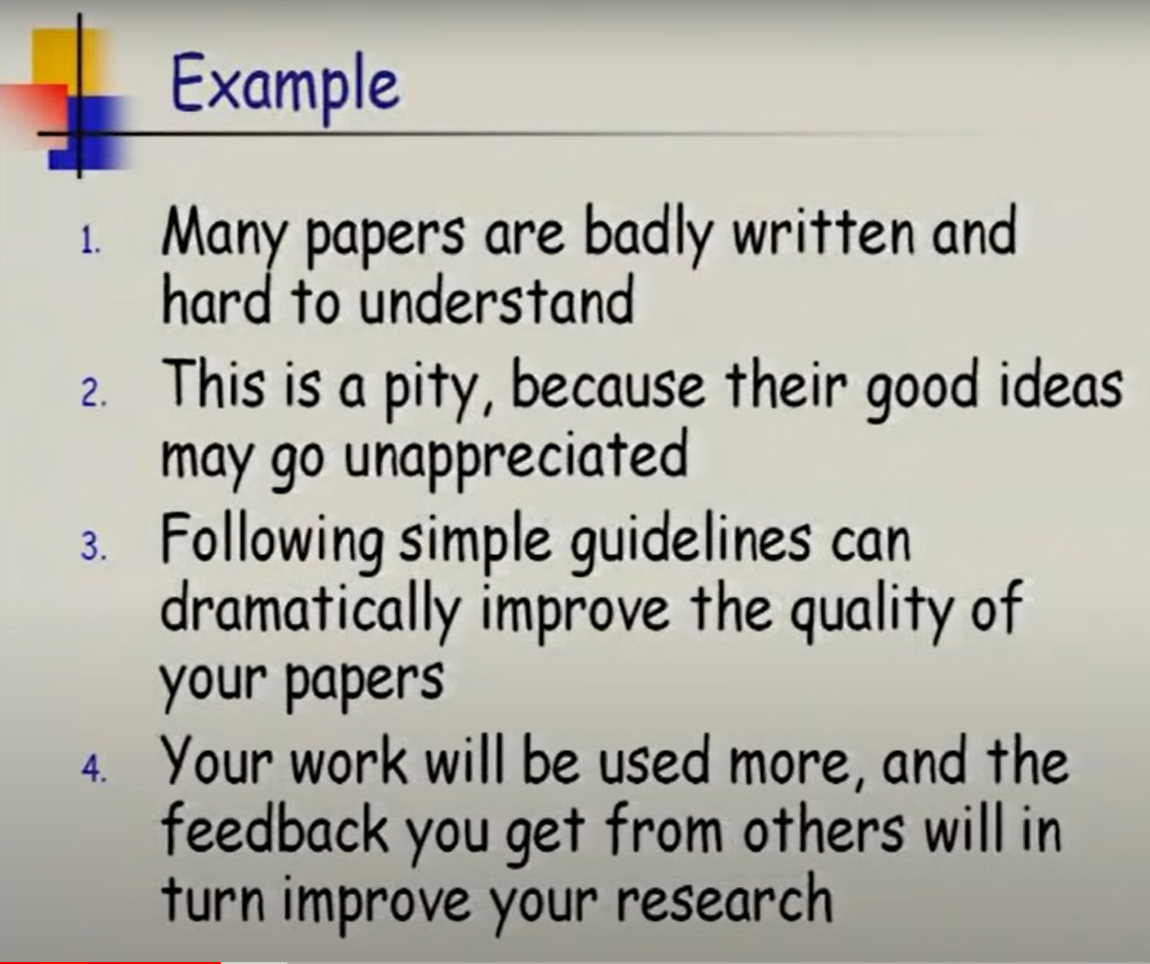 Example
1. Many papers are badly written and
hard to understand
2. This is a pity, because their good ideas
may go unappreciated
3. Following simple guidelines can
dramatically improve the quality of
your papers
4. Your work will be used more, and the
feedback you get from others will in
turn improve your research